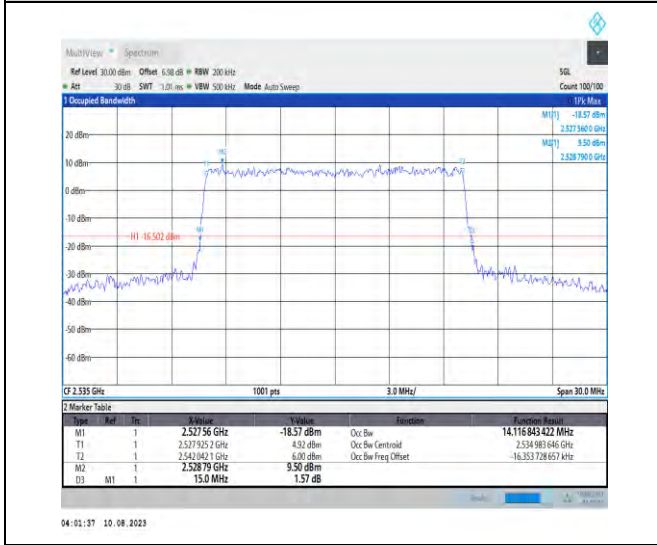 MultiView Spectrum
Ref Level 30.00 dBm Offset 6.98 dB RBW 200 kHz SGL
Att 30 dB SWT 1.01 ms VBW 500 kHz Mode Auto Sweep Count 100/100
1 Occupied Bandwidth 1Pk Max
M1[1] -18.57 dBm
2.527 560 0 GHz
M2[1] 9.50 dBm
2.528 790 0 GHz
20 dBm
10 dBm
0 dBm
-10 dBm
H1 -16.502 dBm
-20 dBm
-30 dBm
-40 dBm
-50 dBm
-60 dBm
M2
T1
T2
M1
CF 2.535 GHz 1001 pts 3.0 MHz/ Span 30.0 MHz
2 Marker Table
Type Ref Trc X-Value Y-Value Function Function Result
M1 1 2.527 56 GHz -18.57 dBm Occ Bw 14.116 843 422 MHz
T1 1 2.527 925 2 GHz 4.92 dBm Occ Bw Centroid 2.534 983 646 GHz
T2 1 2.542 042 1 GHz 6.00 dBm Occ Bw Freq Offset -16.353 728 657 kHz
M2 1 2.528 79 GHz 9.50 dBm
D3 M1 1 15.0 MHz 1.57 dB
04:01:37 10.08.2023